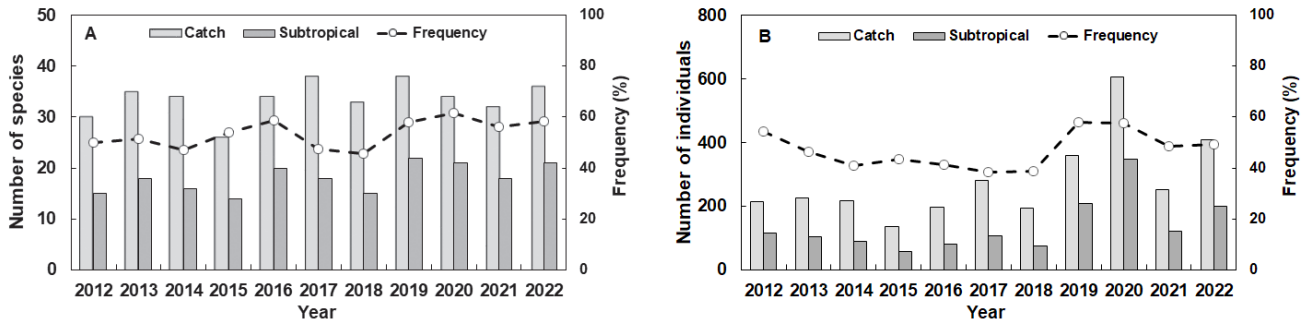 A
Catch Subtropical Frequency
Number of species
50
40
30
20
10
0
Frequency (%)
100
80
60
40
20
0
2012 2013 2014 2015 2016 2017 2018 2019 2020 2021 2022
Year
B
Catch Subtropical Frequency
Number of individuals
800
600
400
200
0
Frequency (%)
100
80
60
40
20
0
2012 2013 2014 2015 2016 2017 2018 2019 2020 2021 2022
Year